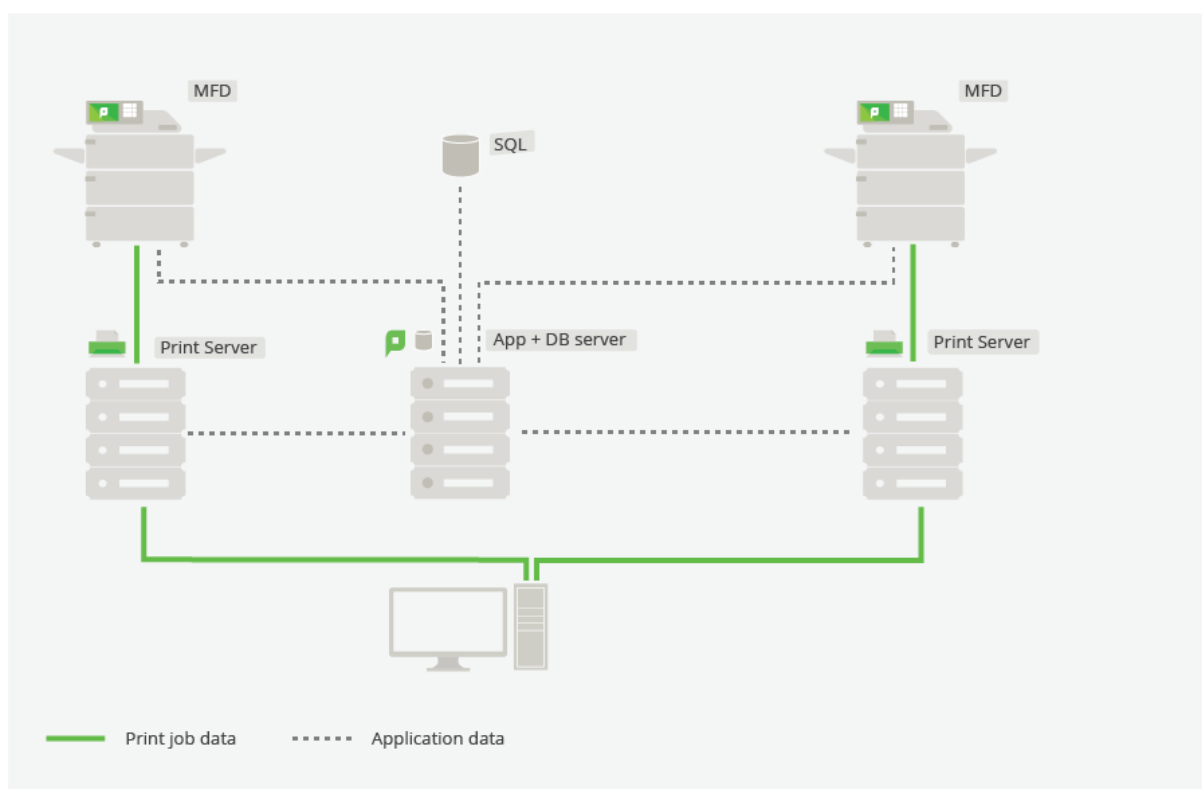 MFD
MFD
SQL
Print Server
App + DB server
Print Server
Print job data
Application data